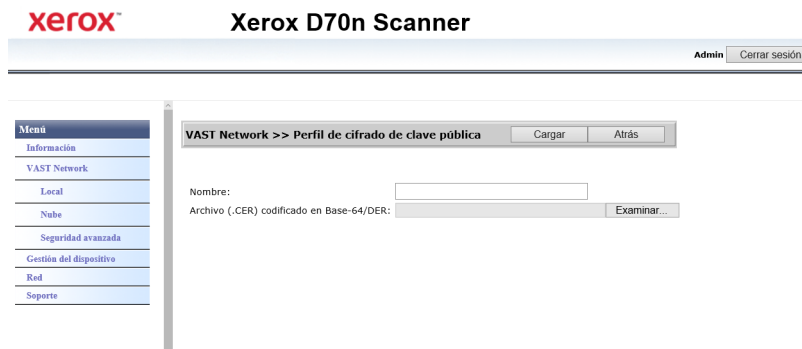 xerox™
Xerox D70n Scanner
Admin Cerrar sesión
Menú
Información
VAST Network
Local
Nube
Seguridad avanzada
Gestión del dispositivo
Red
Soporte
VAST Network >> Perfil de cifrado de clave pública Cargar Atrás
Nombre:
Archivo (.CER) codificado en Base-64/DER: Examinar...